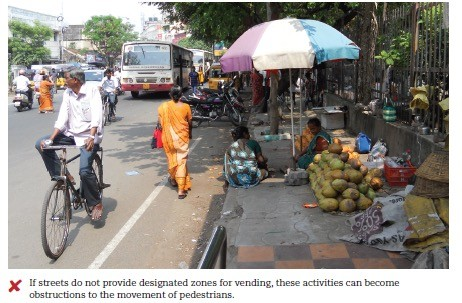 If streets do not provide designated zones for vending, these activities can become
obstructions to the movement of pedestrians.